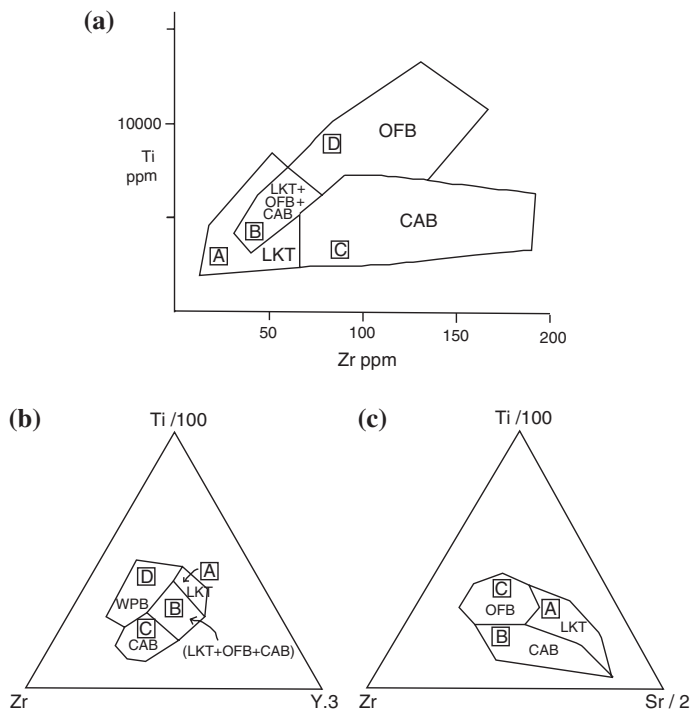 (a)
10000
Ti
ppm
OFB
D
LKT+
OFB+
CAB
B
CAB
A
LKT
C
50
100
150
200
Zr ppm
(b)
Ti /100
D
A
WPB
LKT
B
C
CAB
(LKT+OFB+CAB)
Zr
Y.3
(c)
Ti /100
C
OFB
A
LKT
B
CAB
Zr
Sr / 2